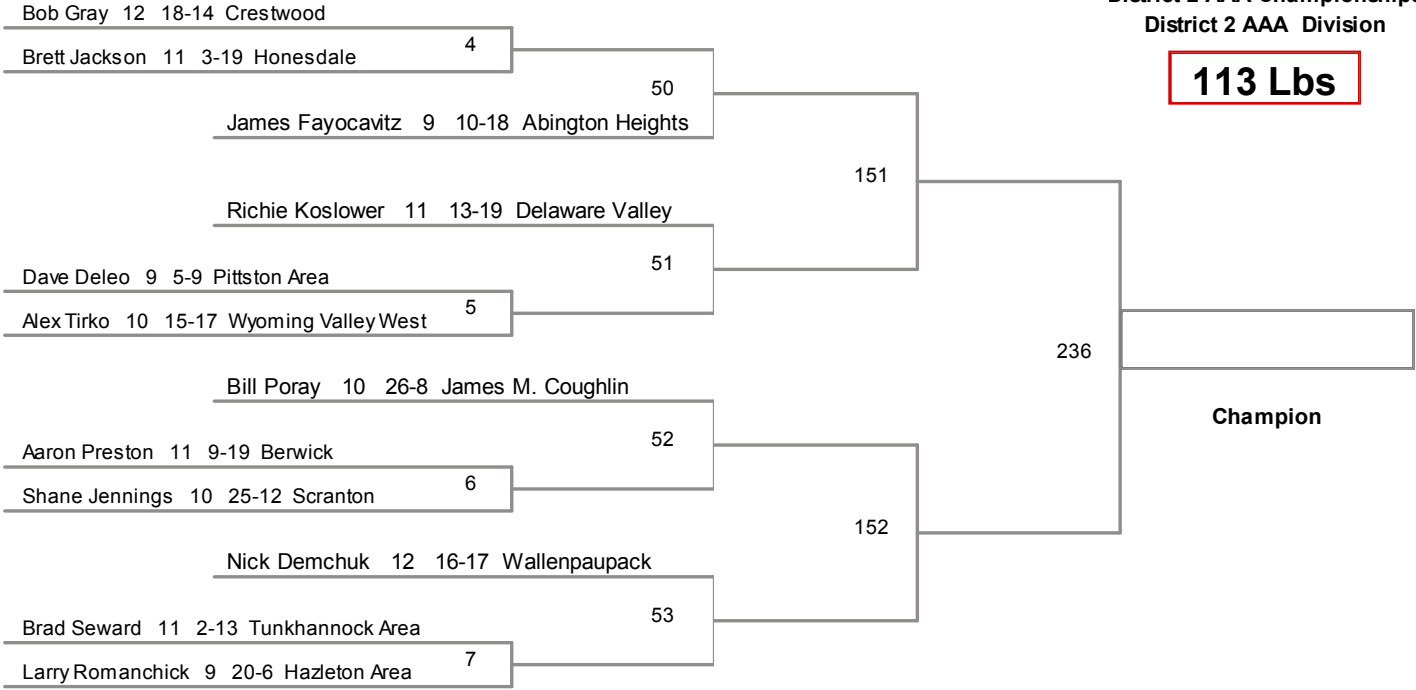 District 2 AAA Championships
Bob Gray 12 18-14 Crestwood
District 2 AAA Division
4
Brett Jackson 11 3-19 Honesdale
113 Lbs
50
James Fayocavitz 9 10-18 Abington Heights
151
Richie Koslower 11 13-19 Delaware Valley
51
Dave Deleo 9 5-9 Pittston Area
5
Alex Tirko 10 15-17 Wyoming Valley West
236
Bill Poray 10 26-8 James M. Coughlin
Champion
52
Aaron Preston 11 9-19 Berwick
6
Shane Jennings 10 25-12 Scranton
152
Nick Demchuk 12 16-17 Wallenpaupack
53
Brad Seward 11 2-13 Tunkhannock Area
7
Larry Romanchick 9 20-6 Hazleton Area